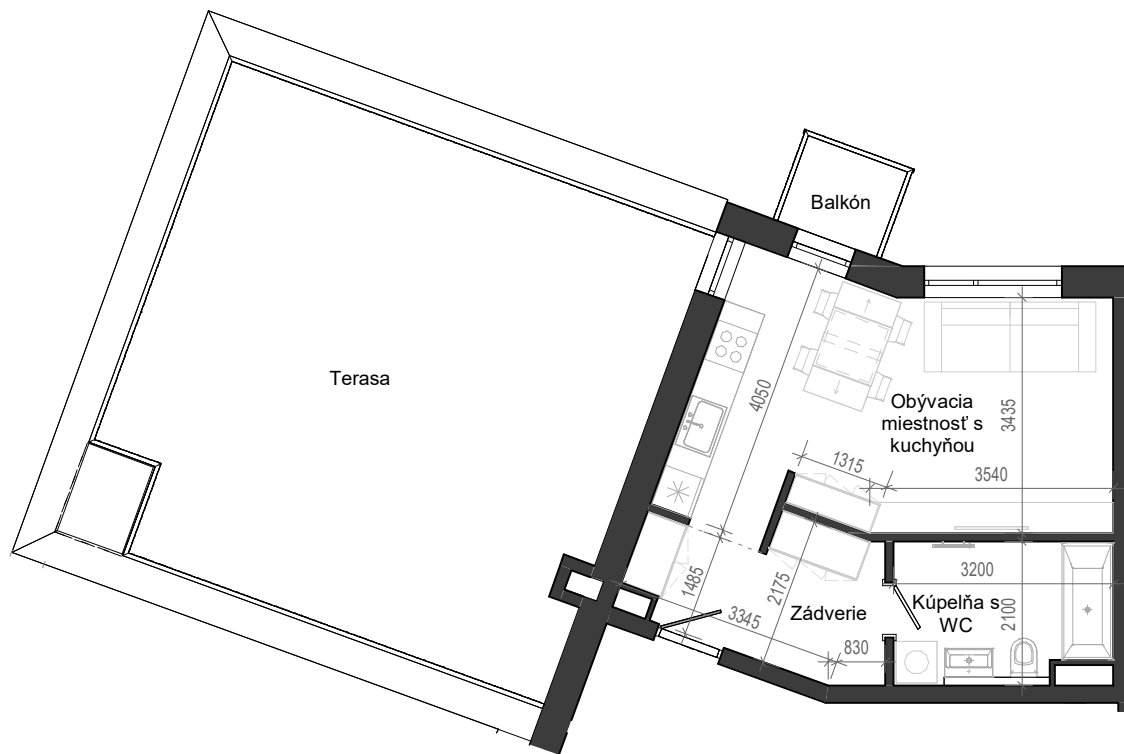 Balkón
Terasa
4050
Obývacia
miestnosť s
kuchyňou
3435
1315
3540
1485
2175
3345
Zádverie
830
3200
Kúpelňa s
WC
2100